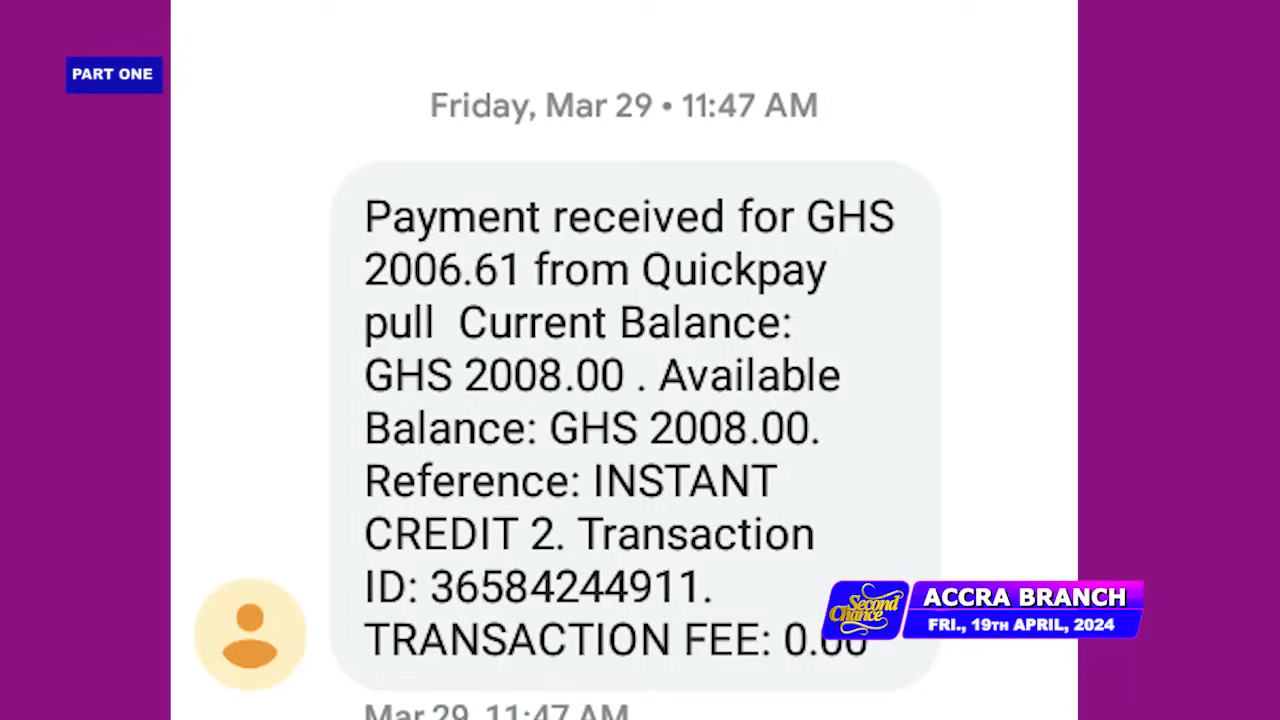 PART ONE
Friday, Mar 29 • 11:47 AM
Payment received for GHS
2006.61 from Quickpay
pull Current Balance:
GHS 2008.00 . Available
Balance: GHS 2008.00.
Reference: INSTANT
CREDIT 2. Transaction
ID: 36584244911.
TRANSACTION FEE: 0.00
Second
Chance
ACCRA BRANCH
FRI., 19TH APRIL, 2024
Mar 29, 11:47 AM